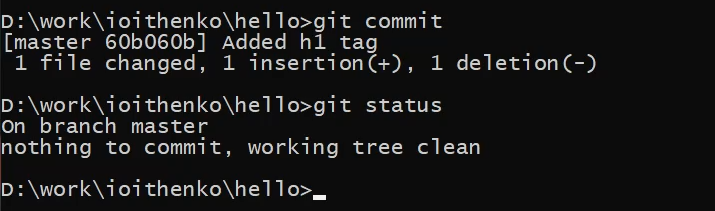 D:\work\ioithenko\hello>git commit
[master 60b060b] Added h1 tag
 1 file changed, 1 insertion(+), 1 deletion(-)
D:\work\ioithenko\hello>git status
On branch master
nothing to commit, working tree clean
D:\work\ioithenko\hello>